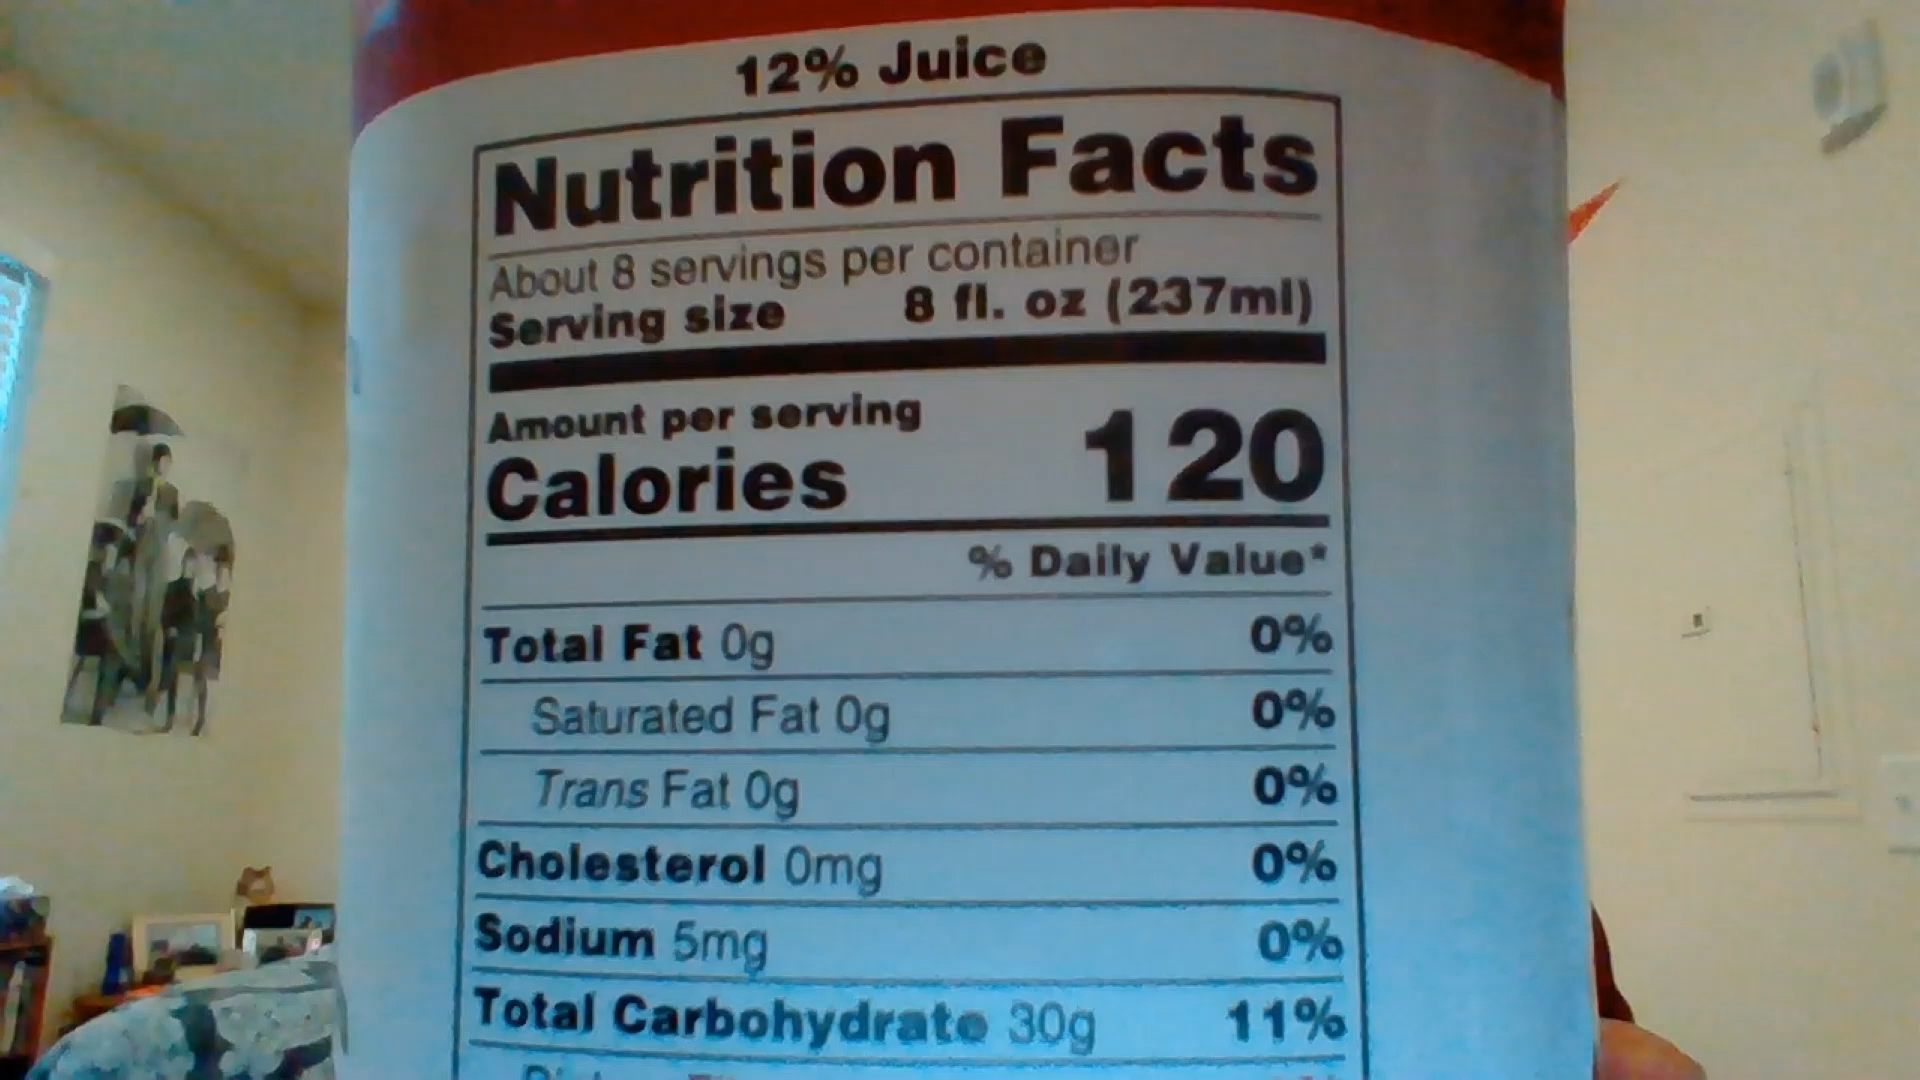 12% Juice
Nutrition Facts
About 8 servings per container
Serving size 8 fl. oz (237ml)
Amount per serving
Calories 120
% Daily Value*
Total Fat 0g 0%
Saturated Fat 0g 0%
Trans Fat 0g 0%
Cholesterol 0mg 0%
Sodium 5mg 0%
Total Carbohydrate 30g 11%